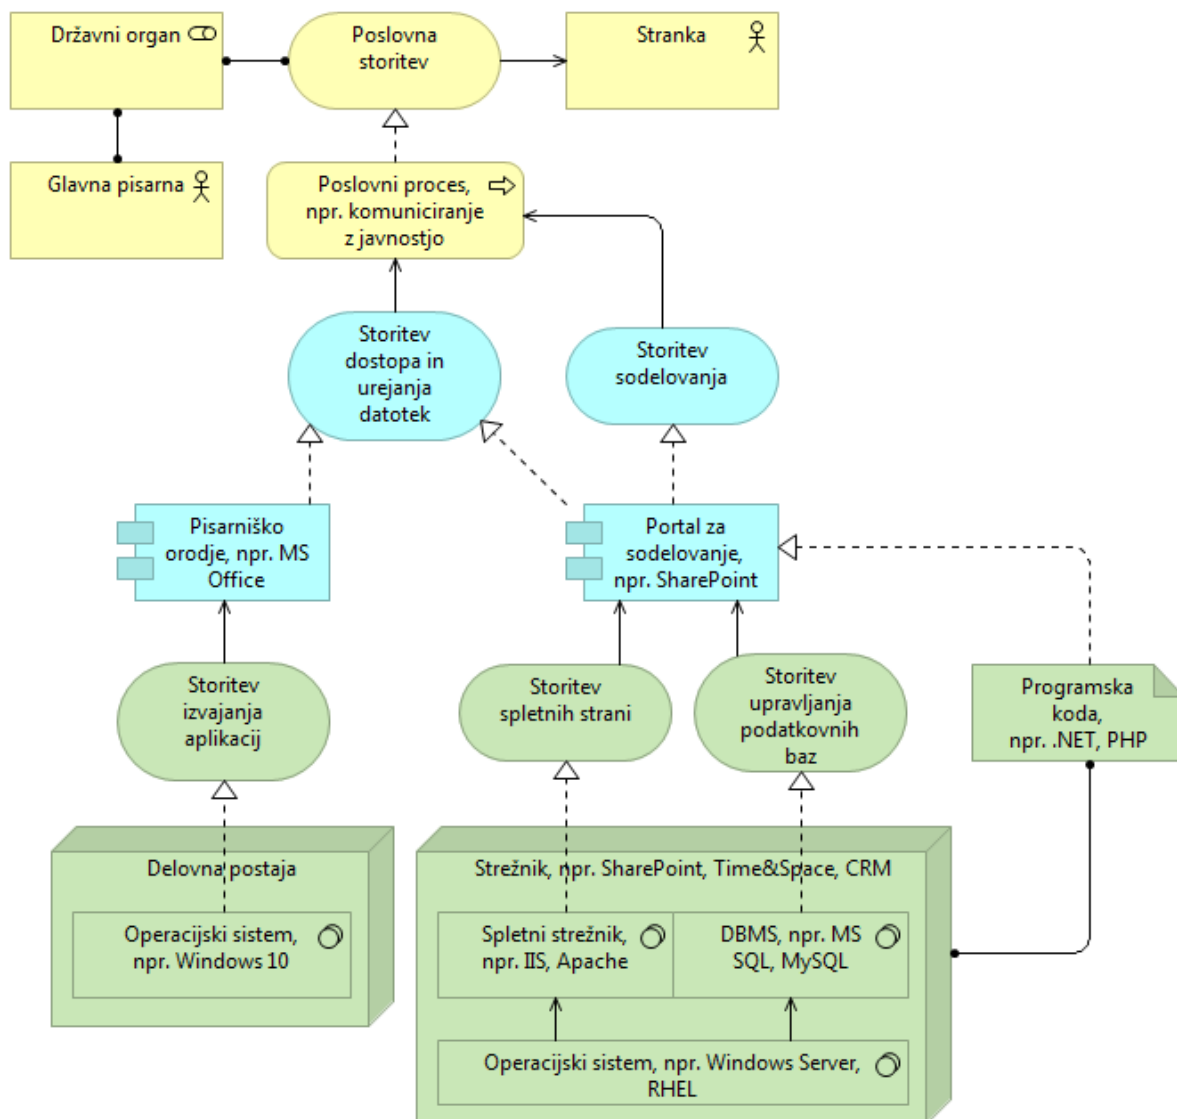 Državni organ
Poslovna
storitev
Stranka
Glavna pisarna
Poslovni proces,
npr. komuniciranje
z javnostjo
Storitev
dostopa in
urejanja
datotek
Storitev
sodelovanja
Pisarniško
orodje, npr. MS
Office
Portal za
sodelovanje,
npr. SharePoint
Storitev
izvajanja
aplikacij
Storitev
spletnih strani
Storitev
upravljanja
podatkovnih
baz
Programska
koda,
npr. .NET, PHP
Delovna postaja
Operacijski sistem,
npr. Windows 10
Strežnik, npr. SharePoint, Time&Space, CRM
Spletni strežnik,
npr. IIS, Apache
DBMS, npr. MS
SQL, MySQL
Operacijski sistem, npr. Windows Server,
RHEL